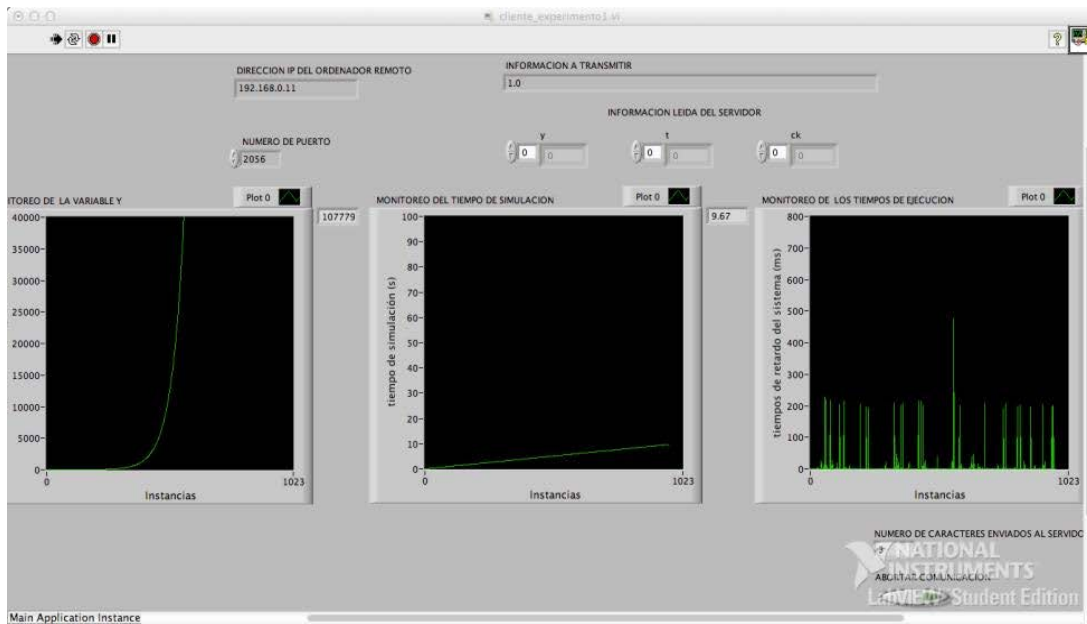 cliente_experimento1.vi
DIRECCION IP DEL ORDENADOR REMOTO
192.168.0.11
INFORMACION A TRANSMITIR
1.0
INFORMACION LEIDA DEL SERVIDOR
NUMERO DE PUERTO
2056
y
0
0
t
0
0
ck
0
0
ITOREO DE LA VARIABLE Y
Plot 0
107779
40000
35000
30000
25000
20000
15000
10000
5000
0
0
1023
Instancias
MONITOREO DEL TIEMPO DE SIMULACION
Plot 0
9.67
tiempo de simulación (s)
100
90
80
70
60
50
40
30
20
10
0
0
1023
Instancias
MONITOREO DE LOS TIEMPOS DE EJECUCION
Plot 0
tiempos de retardo del sistema (ms)
800
700
600
500
400
300
200
100
0
0
1023
Instancias
NUMERO DE CARACTERES ENVIADOS AL SERVIDO
NATIONAL
INSTRUMENTS
ABORTAR COMUNICACION
LabVIEW Student Edition
Main Application Instance